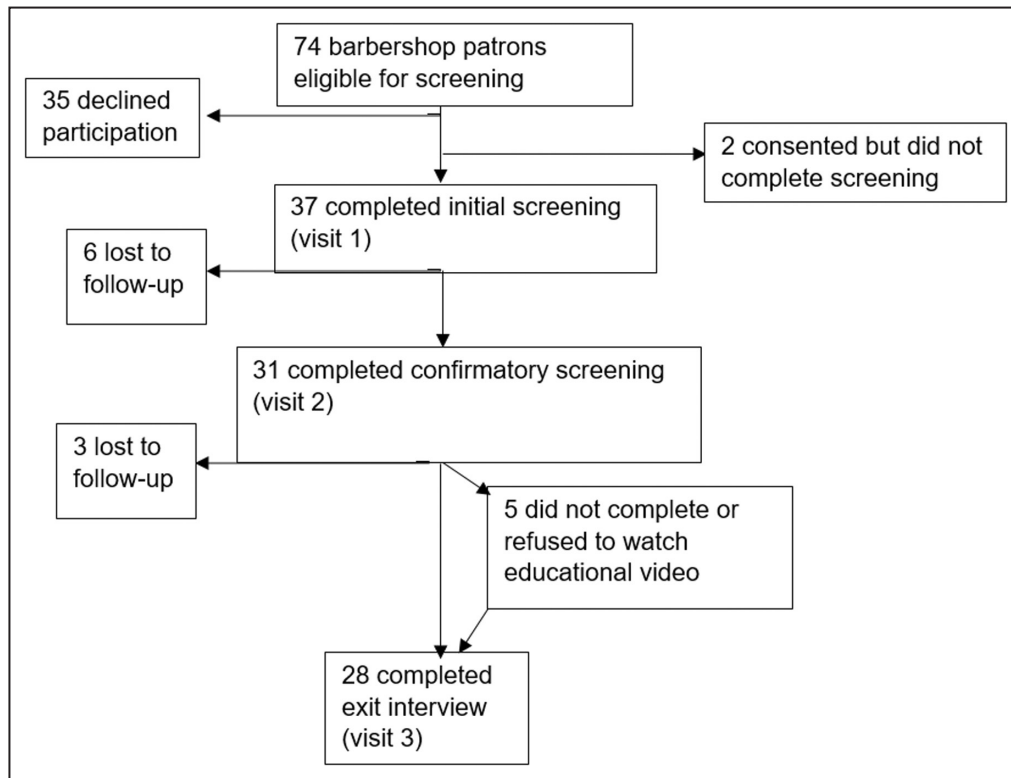 74 barbershop patrons
eligible for screening
35 declined
participation
2 consented but did not
complete screening
37 completed initial screening
(visit 1)
6 lost to
follow-up
31 completed confirmatory screening
(visit 2)
3 lost to
follow-up
5 did not complete or
refused to watch
educational video
28 completed
exit interview
(visit 3)